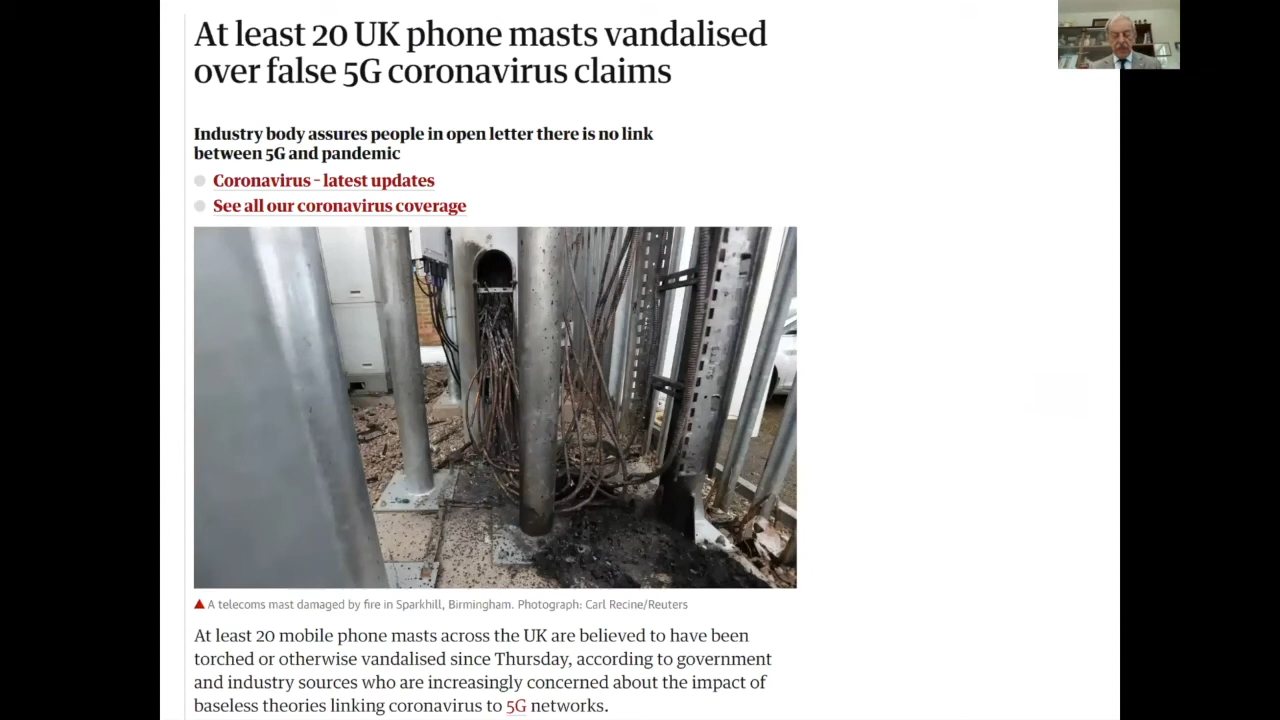 At least 20 UK phone masts vandalised
over false 5G coronavirus claims
Industry body assures people in open letter there is no link
between 5G and pandemic
Coronavirus – latest updates
See all our coronavirus coverage
A telecoms mast damaged by fire in Sparkhill, Birmingham. Photograph: Carl Recine/Reuters
At least 20 mobile phone masts across the UK are believed to have been
torched or otherwise vandalised since Thursday, according to government
and industry sources who are increasingly concerned about the impact of
baseless theories linking coronavirus to 5G networks.